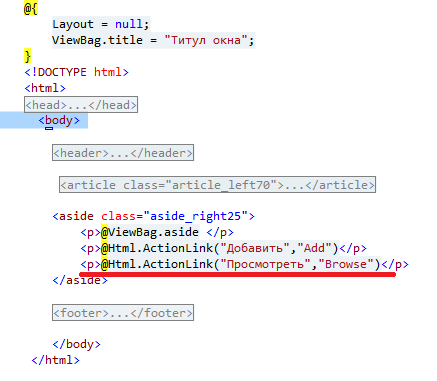 @{
Layout = null;
ViewBag.title = "Титул окна";
}
<!DOCTYPE html>
<html>
<head>...</head>
<body>
<header>...</header>
<article class="article_left70">...</article>
<aside class="aside_right25">
<p>@ViewBag.aside </p>
<p>@Html.ActionLink("Добавить","Add")</p>
<p>@Html.ActionLink("Просмотреть","Browse")</p>
</aside>
<footer>...</footer>
</body>
</html>